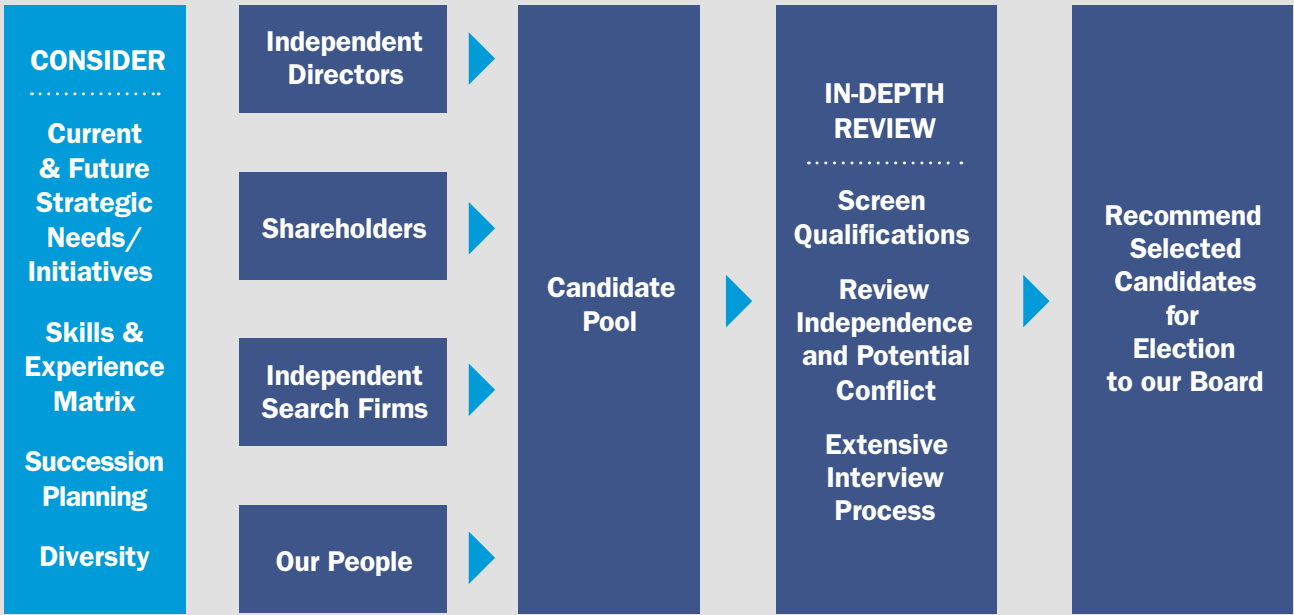 CONSIDER
Current
& Future
Strategic
Needs/
Initiatives
Skills &
Experience
Matrix
Succession
Planning
Diversity
Independent
Directors
Shareholders
Independent
Search Firms
Our People
Candidate
Pool
IN-DEPTH
REVIEW
Screen
Qualifications
Review
Independence
and Potential
Conflict
Extensive
Interview
Process
Recommend
Selected
Candidates
for
Election
to our Board